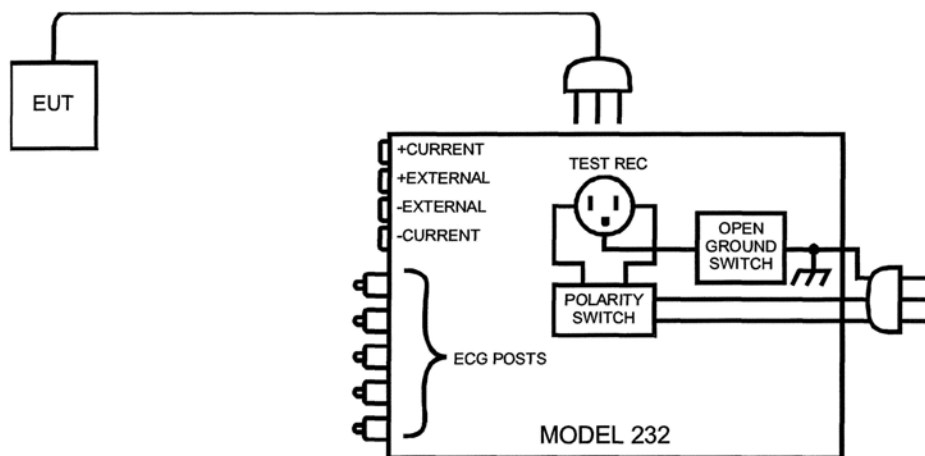 EUT
+CURRENT
+EXTERNAL
-EXTERNAL
-CURRENT
TEST REC
OPEN
GROUND
SWITCH
POLARITY
SWITCH
ECG POSTS
MODEL 232